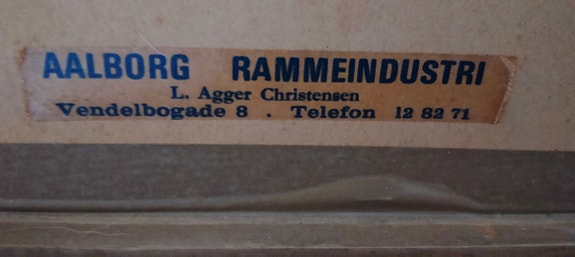 AALBORG RAMMEINDUSTRI
L. Agger Christensen
Vendelbogade 8 . Telefon 12 82 71